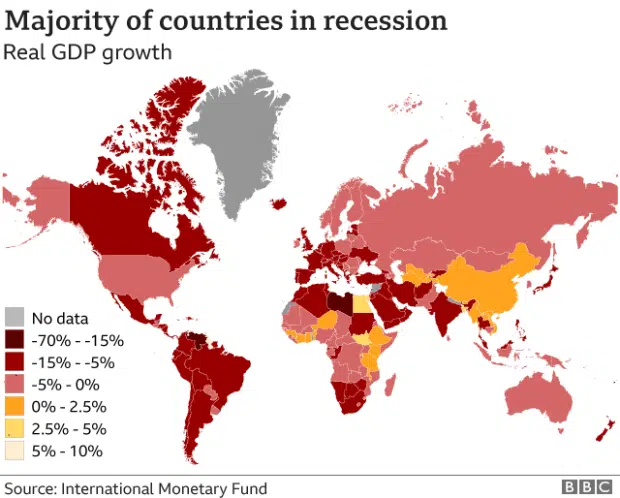 Majority of countries in recession
Real GDP growth
No data
-70% - -15%
-15% - -5%
-5% - 0%
0% - 2.5%
2.5% - 5%
5% - 10%
Source: International Monetary Fund
BBC